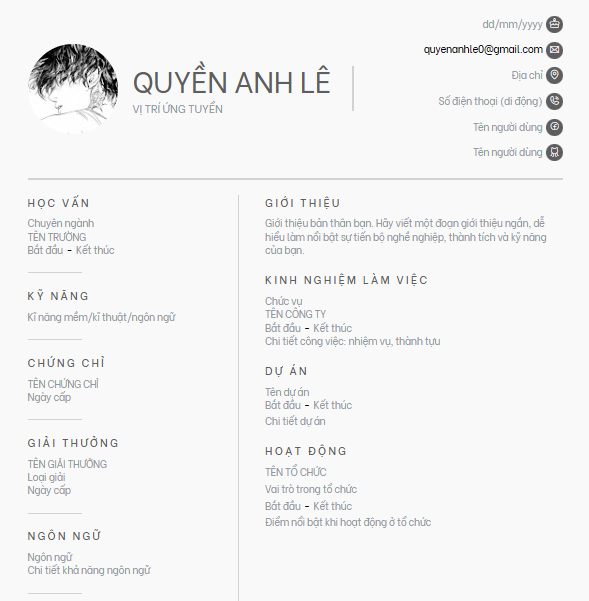 QUYỀN ANH LÊ
VỊ TRÍ ỨNG TUYỂN
dd/mm/yyyy
quyenanhle0@gmail.com
Địa chỉ
Số điện thoại (di động)
Tên người dùng
Tên người dùng
HỌC VẤN
Chuyên ngành
TÊN TRƯỜNG
Bắt đầu - Kết thúc
KỸ NĂNG
Kĩ năng mềm/kĩ thuật/ngôn ngữ
CHỨNG CHỈ
TÊN CHỨNG CHỈ
Ngày cấp
GIẢI THƯỞNG
TÊN GIẢI THƯỞNG
Loại giải
Ngày cấp
NGÔN NGỮ
Ngôn ngữ
Chi tiết khả năng ngôn ngữ
GIỚI THIỆU
Giới thiệu bản thân bạn. Hãy viết một đoạn giới thiệu ngắn, dễ
hiểu làm nổi bật sự tiến bộ nghề nghiệp, thành tích và kỹ năng
của bạn.
KINH NGHIỆM LÀM VIỆC
Chức vụ
TÊN CÔNG TY
Bắt đầu - Kết thúc
Chi tiết công việc: nhiệm vụ, thành tựu
DỰ ÁN
Tên dự án
Bắt đầu - Kết thúc
Chi tiết dự án
HOẠT ĐỘNG
TÊN TỔ CHỨC
Vai trò trong tổ chức
Bắt đầu - Kết thúc
Điểm nổi bật khi hoạt động ở tổ chức